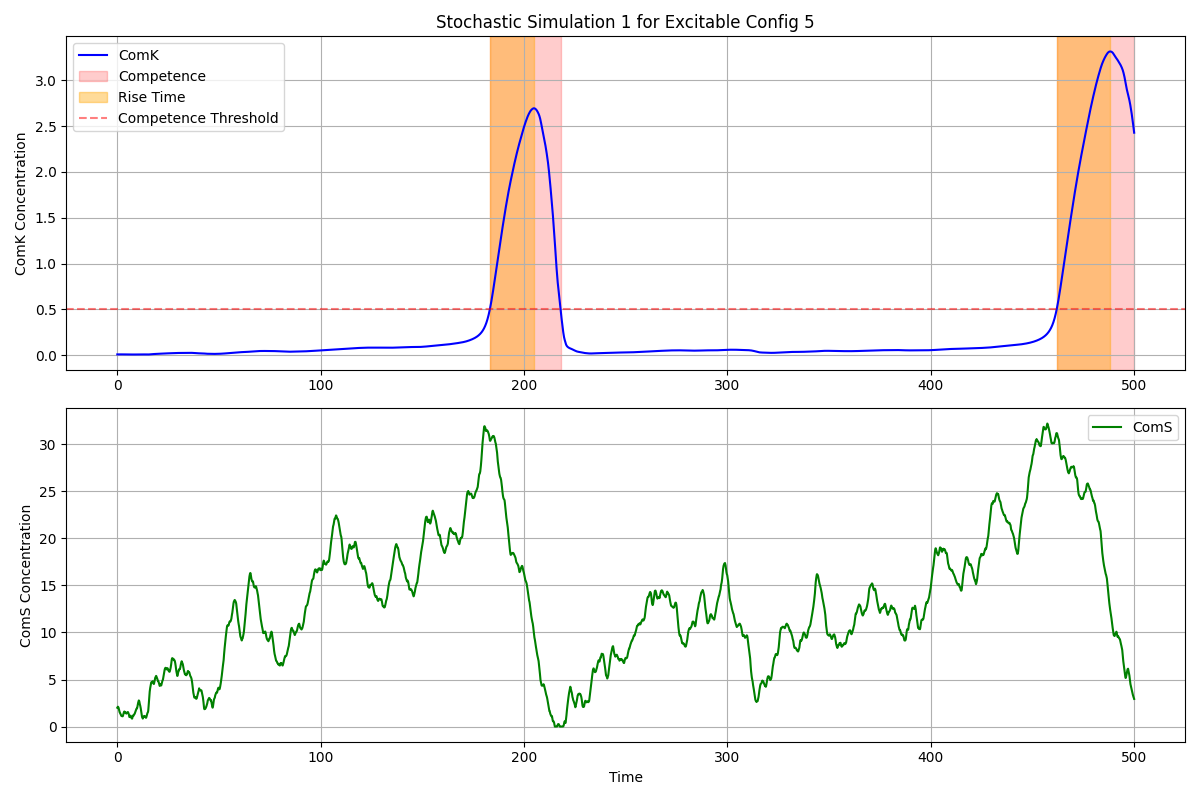 Stochastic Simulation 1 for Excitable Config 5
ComK
Competence
Rise Time
Competence Threshold
ComK Concentration
3.0
2.5
2.0
1.5
1.0
0.5
0.0
0 100 200 300 400 500
ComS
ComS Concentration
30
25
20
15
10
5
0
0 100 200 300 400 500
Time